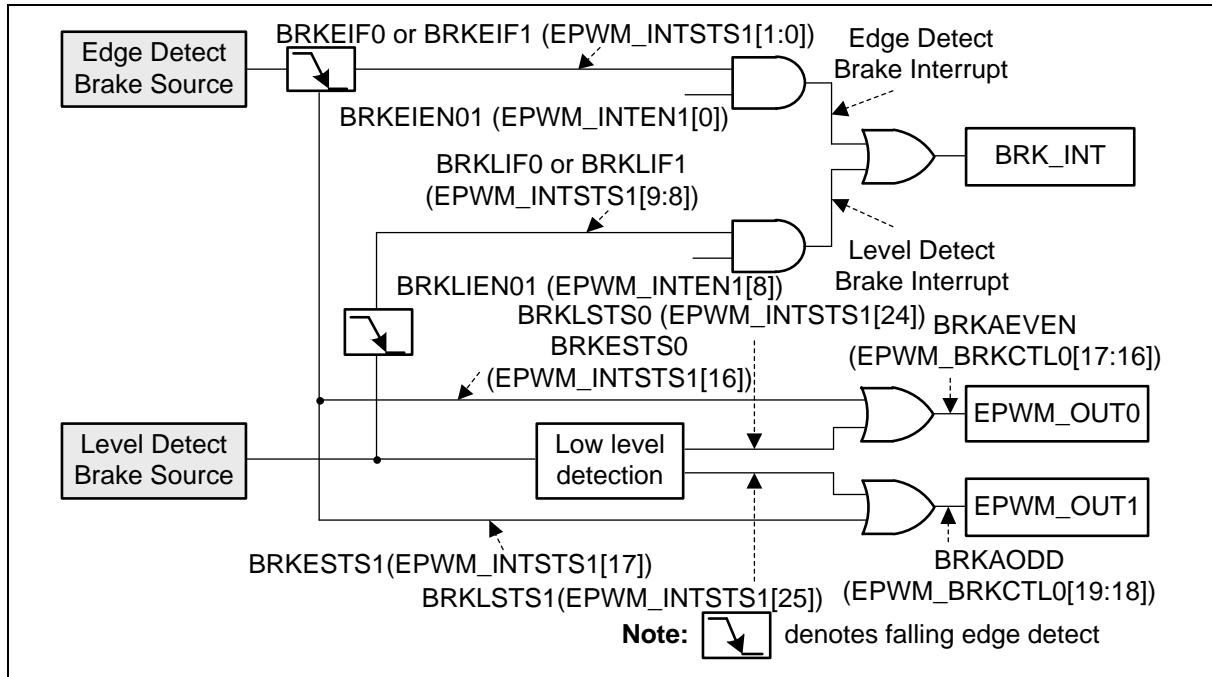 BRKEIF0 or BRKEIF1 (EPWM_INTSTS1[1:0])
Edge Detect
Brake Source
Edge Detect
Brake Interrupt
BRKEIEN01 (EPWM_INTEN1[0])
BRK_INT
BRKLIF0 or BRKLIF1
(EPWM_INTSTS1[9:8])
Level Detect
Brake Interrupt
BRKLIEN01 (EPWM_INTEN1[8])
BRKLSTS0 (EPWM_INTSTS1[24])
BRKESTS0
(EPWM_INTSTS1[16])
BRKAEVEN
(EPWM_BRKCTL0[17:16])
EPWM_OUT0
Level Detect
Brake Source
Low level
detection
EPWM_OUT1
BRKESTS1(EPWM_INTSTS1[17])
BRKLSTS1(EPWM_INTSTS1[25])
BRKAODD
(EPWM_BRKCTL0[19:18])
Note: denotes falling edge detect